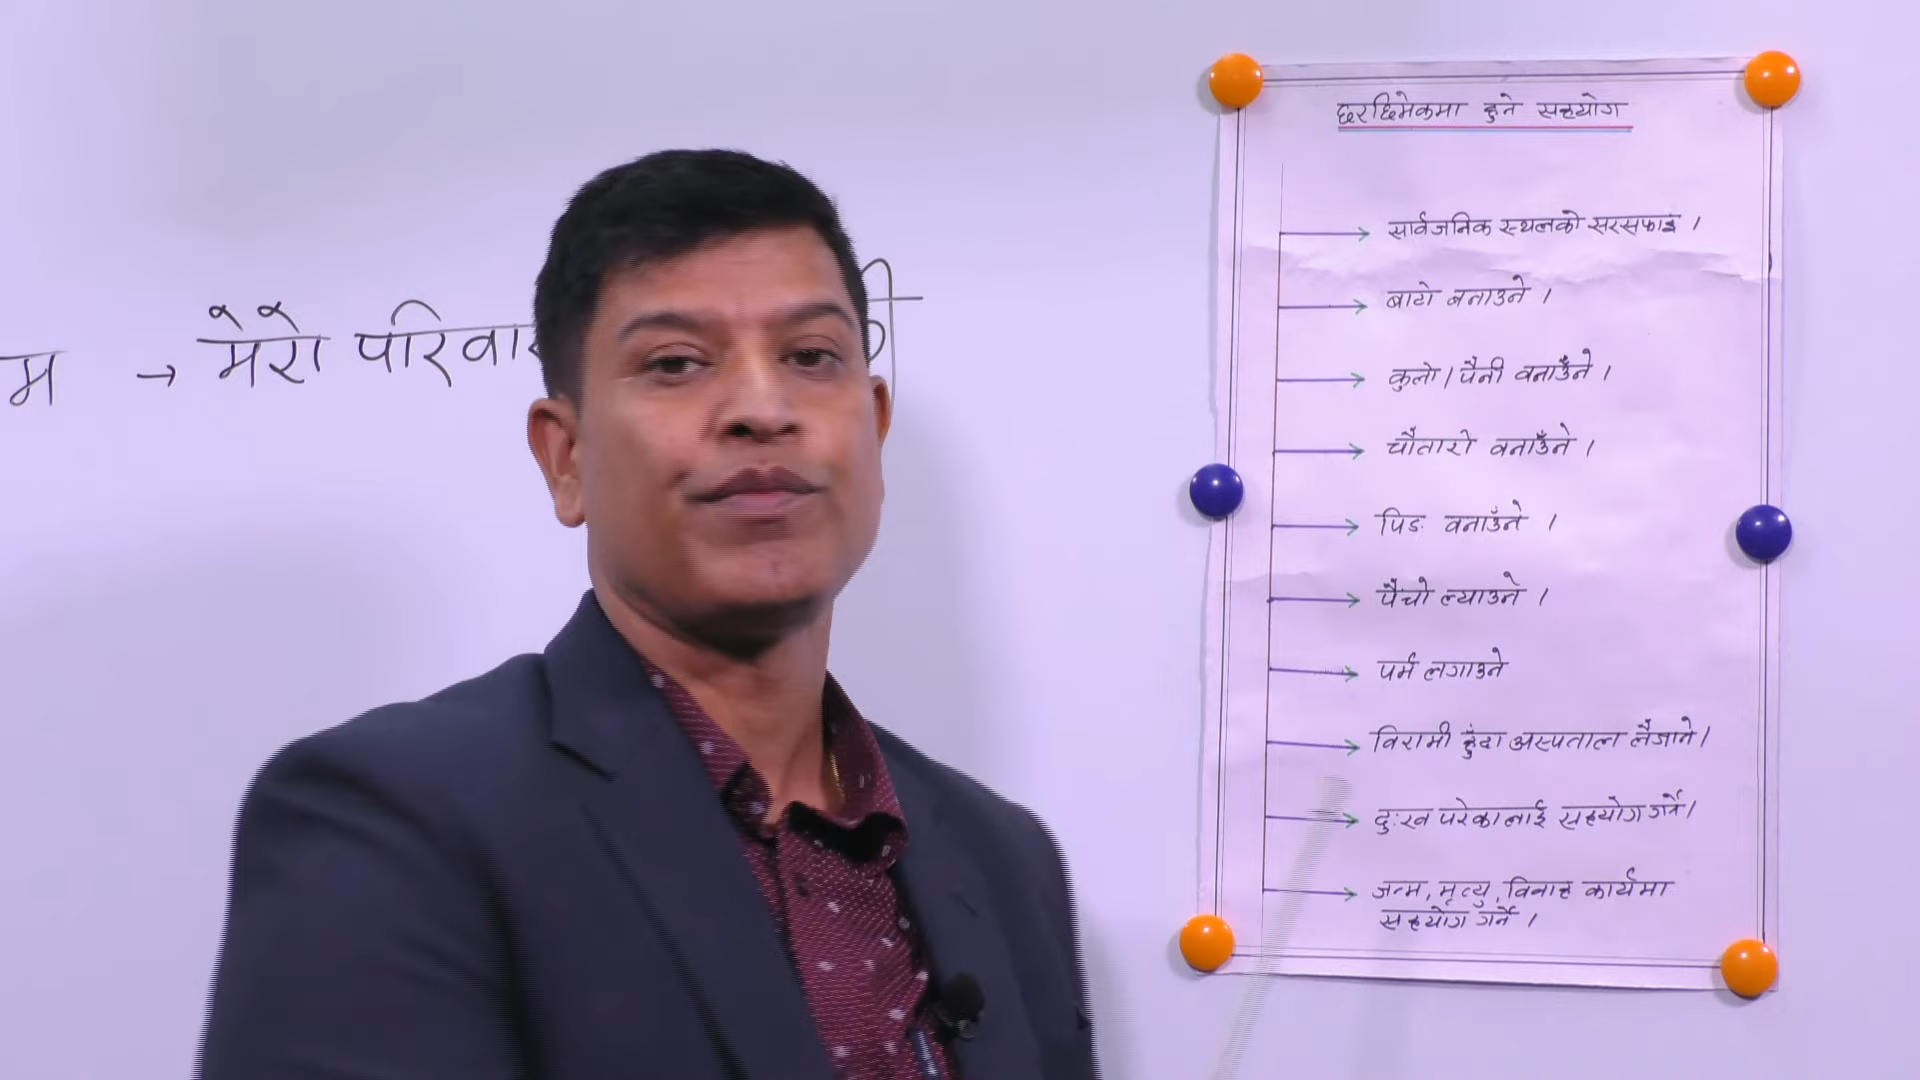 म → मेरो परिवार
छरछिमेकमा हुने सहयोग
सार्वजनिक स्थलको सरसफाइ ।
बाटो बनाउने ।
कुलो / पैनी बनाउँने ।
चौतारो बनाउँने ।
पिङ बनाउँने ।
पैंचो ल्याउने ।
पर्म लगाउने
विरामी हुँदा अस्पताल लैजाने ।
दुःख परेकालाई सहयोग गर्ने ।
जन्म, मृत्यु, विवाह कार्यमा
सहयोग गर्ने ।